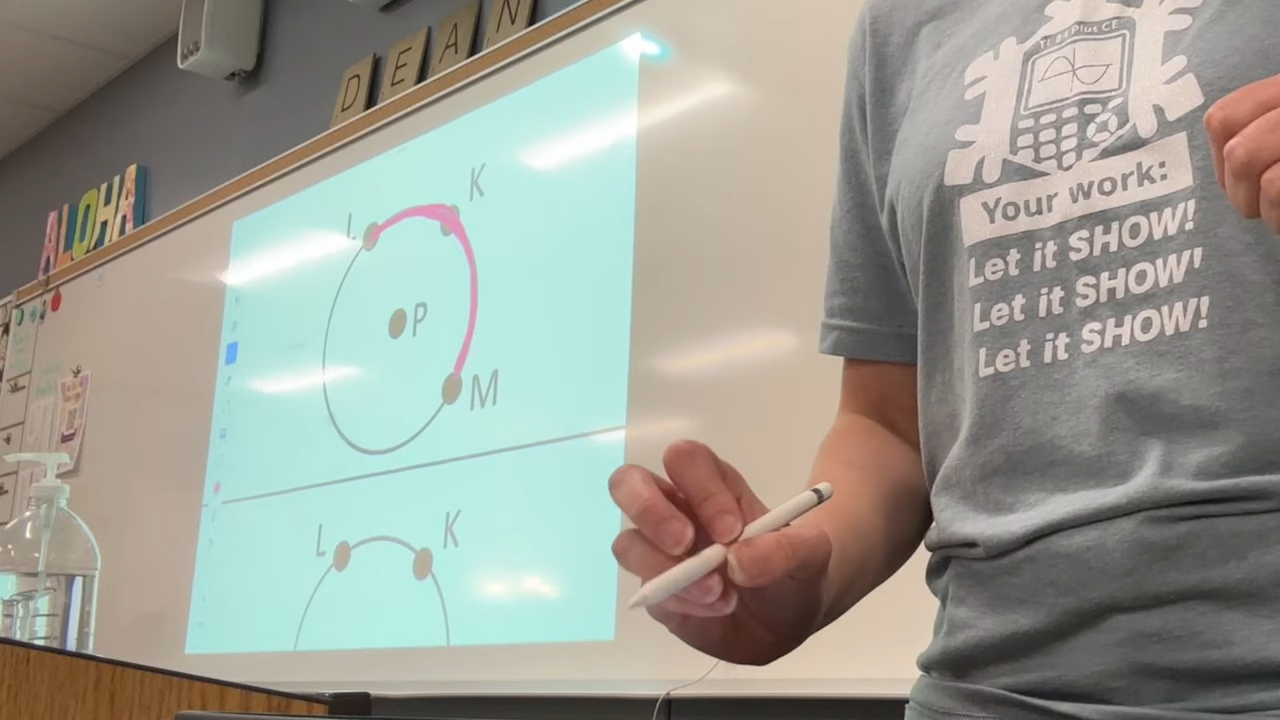 DEAN
ALOHA
K
L
P
M
L
K
TI-84 Plus CE
Your work:
Let it SHOW!
Let it SHOW!
Let it SHOW!